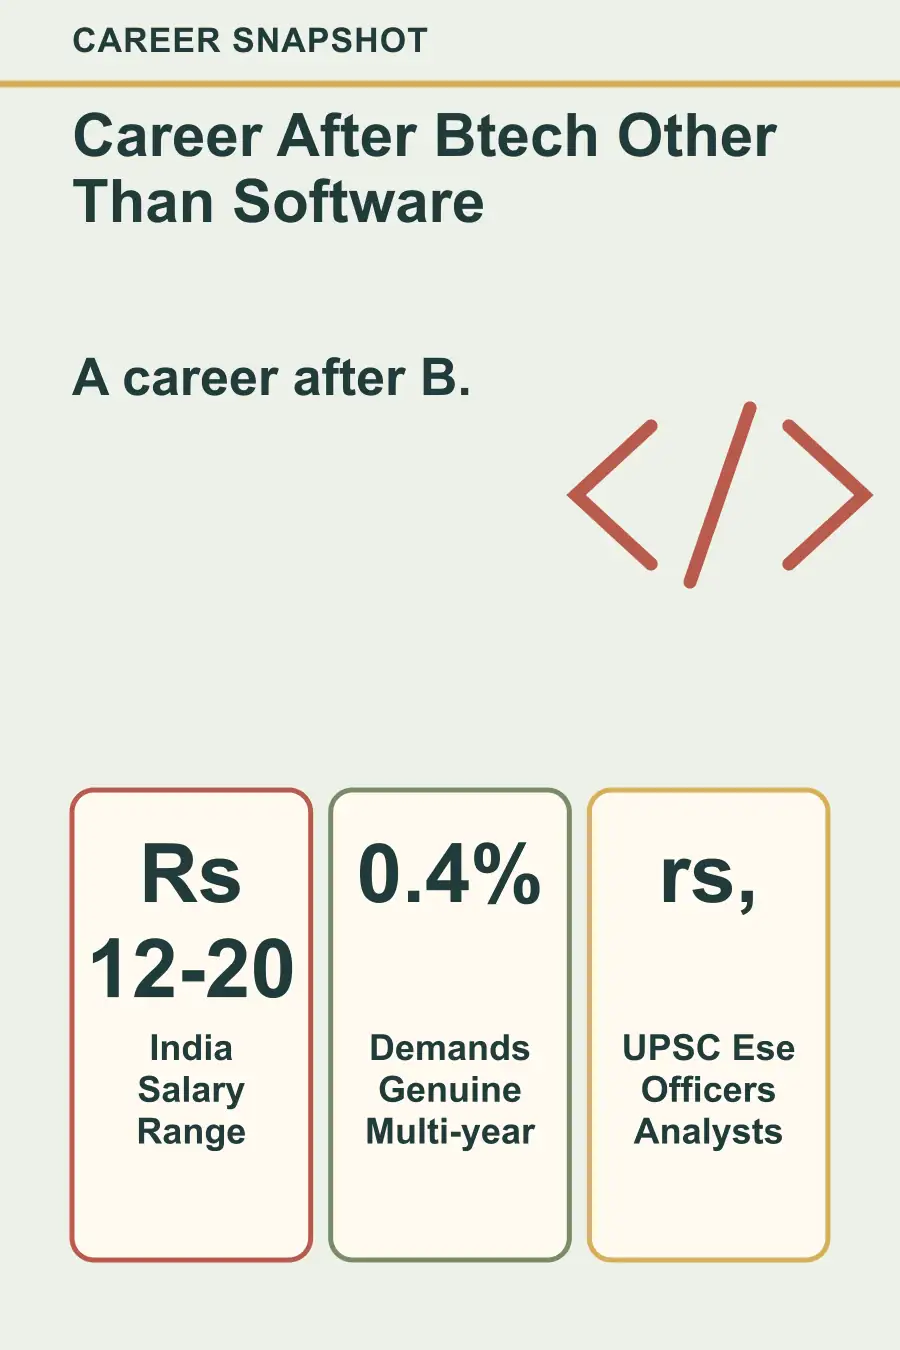 CAREER SNAPSHOT
Career After Btech Other
Than Software
A career after B.
Rs
12-20
India
Salary
Range
0.4%
Demands
Genuine
Multi-year
rs,
UPSC Ese
Officers
Analysts